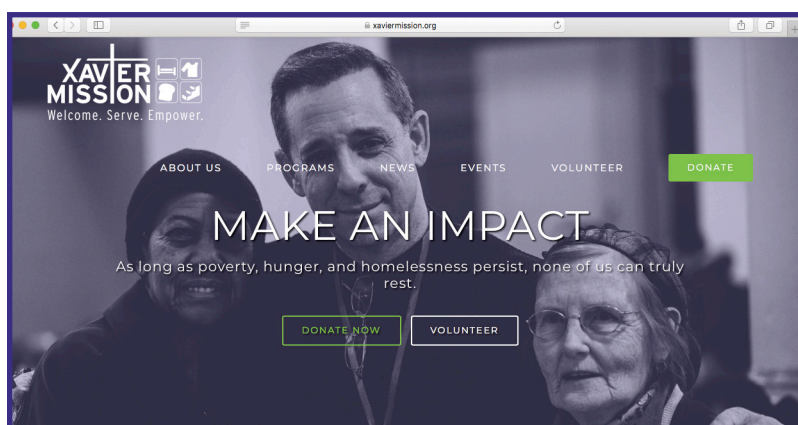 xaviermission.org
XAVIER
MISSION
Welcome. Serve. Empower.
ABOUT US PROGRAMS NEWS EVENTS VOLUNTEER DONATE
MAKE AN IMPACT
As long as poverty, hunger, and homelessness persist, none of us can truly
rest.
DONATE NOW VOLUNTEER